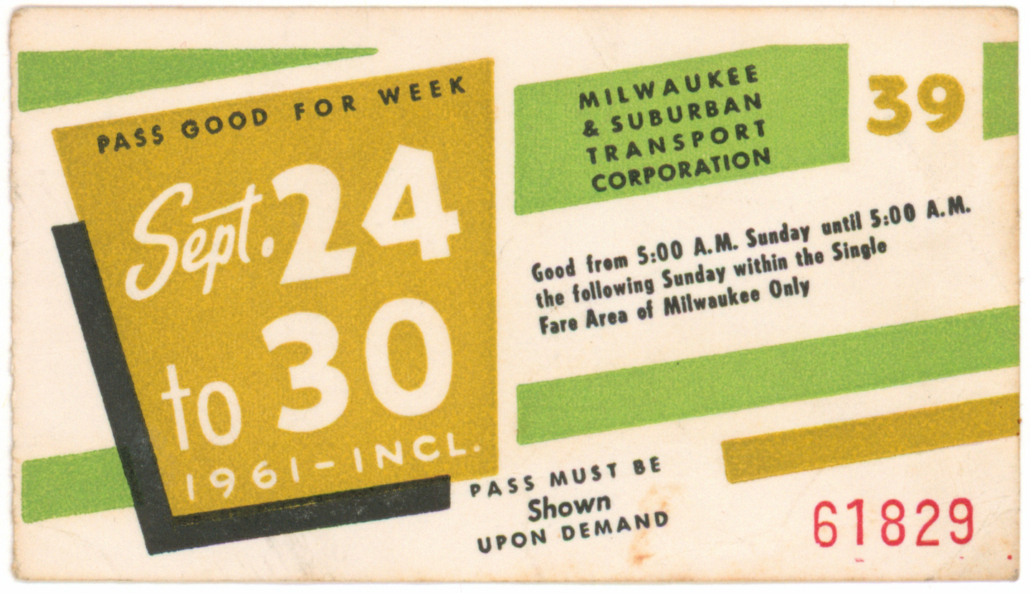 PASS GOOD FOR WEEK
Sept. 24
to 30
1961-INCL.
MILWAUKEE
& SUBURBAN
TRANSPORT
CORPORATION
39
Good from 5:00 A.M. Sunday until 5:00 A.M.
the following Sunday within the Single
Fare Area of Milwaukee Only
PASS MUST BE
Shown
UPON DEMAND
61829